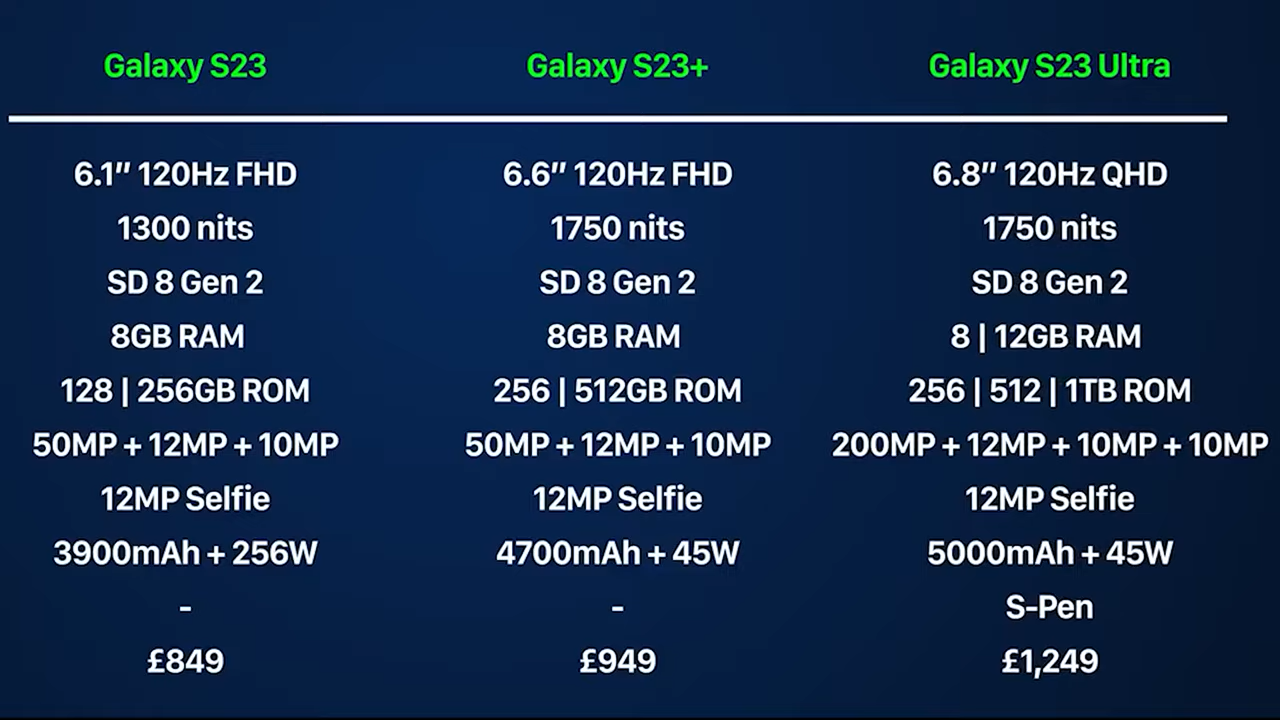 Galaxy S23 Galaxy S23+ Galaxy S23 Ultra
6.1″ 120Hz FHD 6.6″ 120Hz FHD 6.8″ 120Hz QHD
1300 nits 1750 nits 1750 nits
SD 8 Gen 2 SD 8 Gen 2 SD 8 Gen 2
8GB RAM 8GB RAM 8 | 12GB RAM
128 | 256GB ROM 256 | 512GB ROM 256 | 512 | 1TB ROM
50MP + 12MP + 10MP 50MP + 12MP + 10MP 200MP + 12MP + 10MP + 10MP
12MP Selfie 12MP Selfie 12MP Selfie
3900mAh + 256W 4700mAh + 45W 5000mAh + 45W
- - S-Pen
£849 £949 £1,249